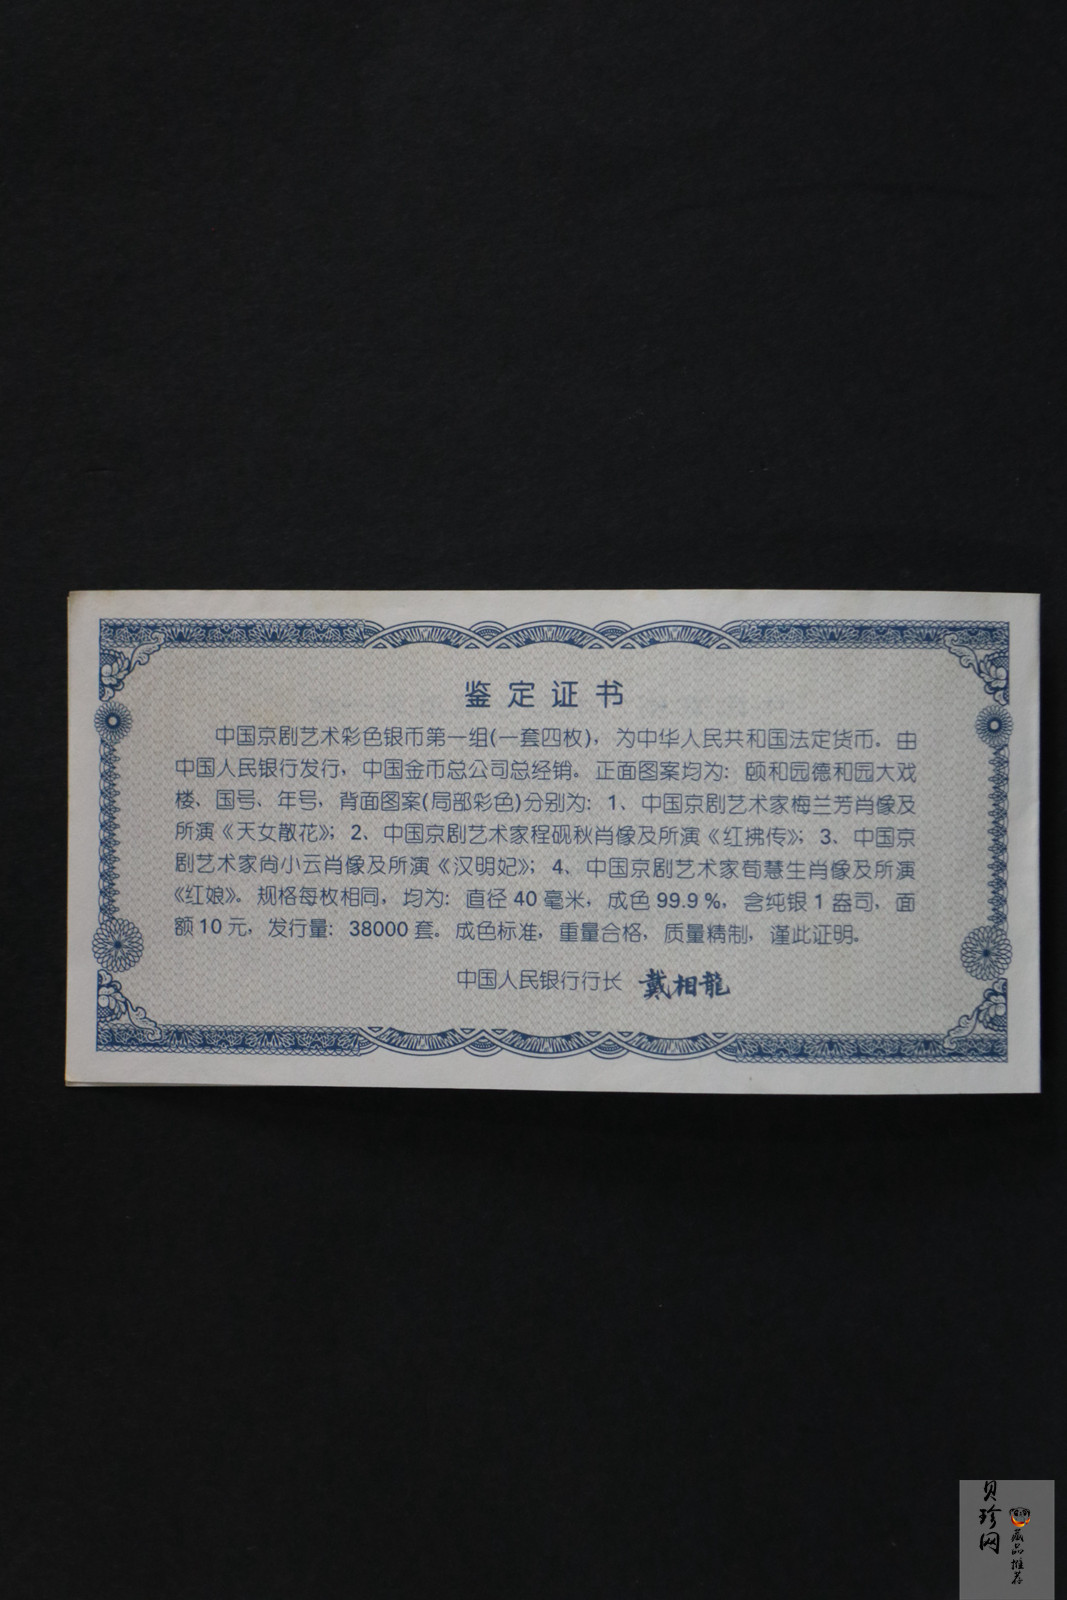 鉴定证书
中国京剧艺术彩色银币第一组(一套四枚)，为中华人民共和国法定货币。由
中国人民银行发行，中国金币总公司总经销。正面图案均为：颐和园德和园大戏
楼、国号、年号，背面图案(局部彩色)分别为：1、中国京剧艺术家梅兰芳肖像及
所演《天女散花》；2、中国京剧艺术家程砚秋肖像及所演《红拂传》；3、中国京
剧艺术家尚小云肖像及所演《汉明妃》；4、中国京剧艺术家荀慧生肖像及所演
《红娘》。规格每枚相同，均为：直径40毫米，成色99.9%，含纯银1盎司，面
额10元，发行量：38000套。成色标准，重量合格，质量精制，谨此证明。
中国人民银行行长 戴相龍
贝珍网
藏品推荐